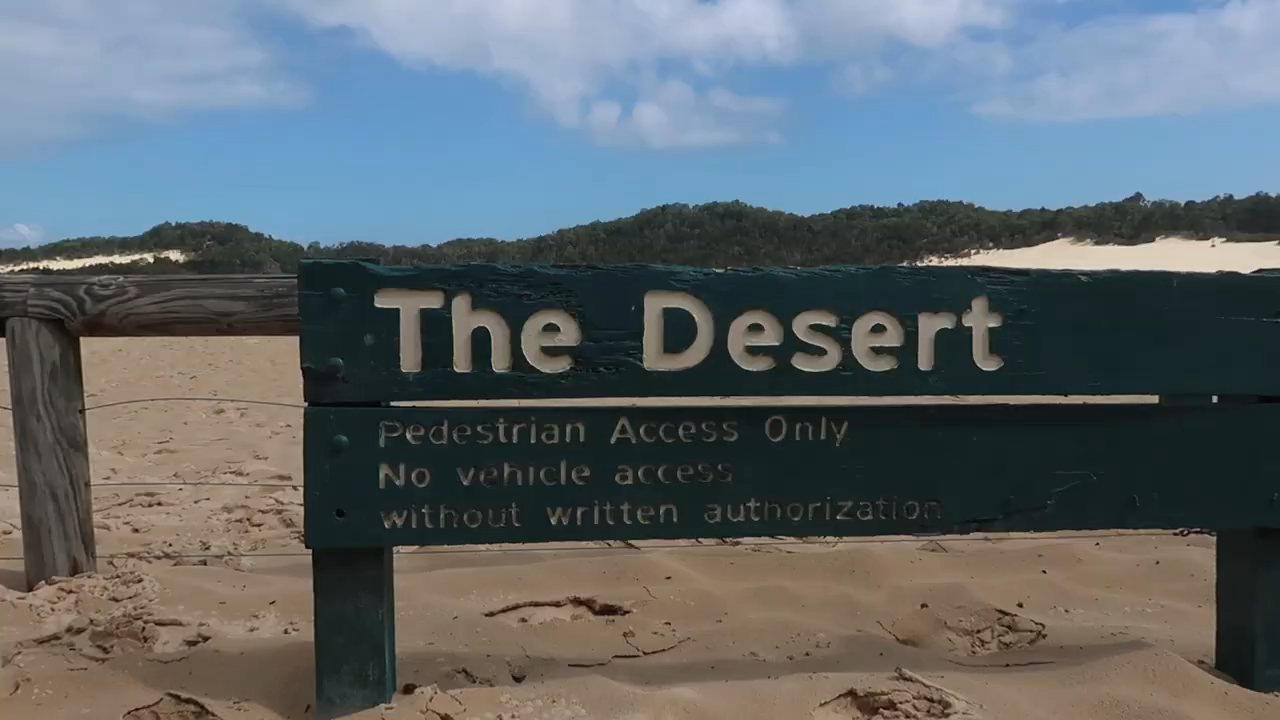 The Desert
Pedestrian Access Only
No vehicle access
without written authorization